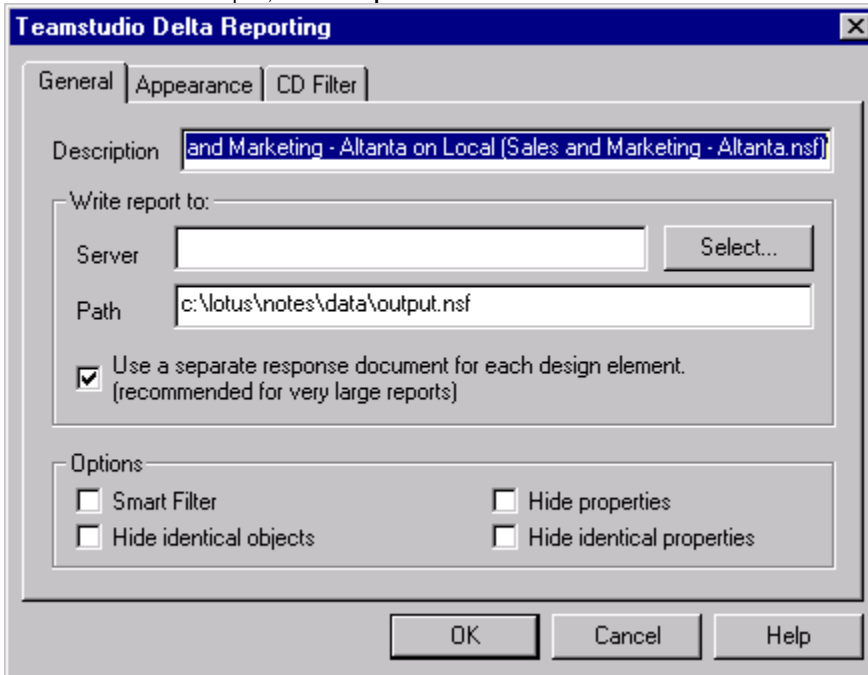 Teamstudio Delta Reporting
General Appearance CD Filter
Description and Marketing - Altanta on Local (Sales and Marketing - Altanta.nsf)
Write report to:
Server Select...
Path c:\lotus\notes\data\output.nsf
Use a separate response document for each design element.
(recommended for very large reports)
Options
Smart Filter Hide properties
Hide identical objects Hide identical properties
OK Cancel Help